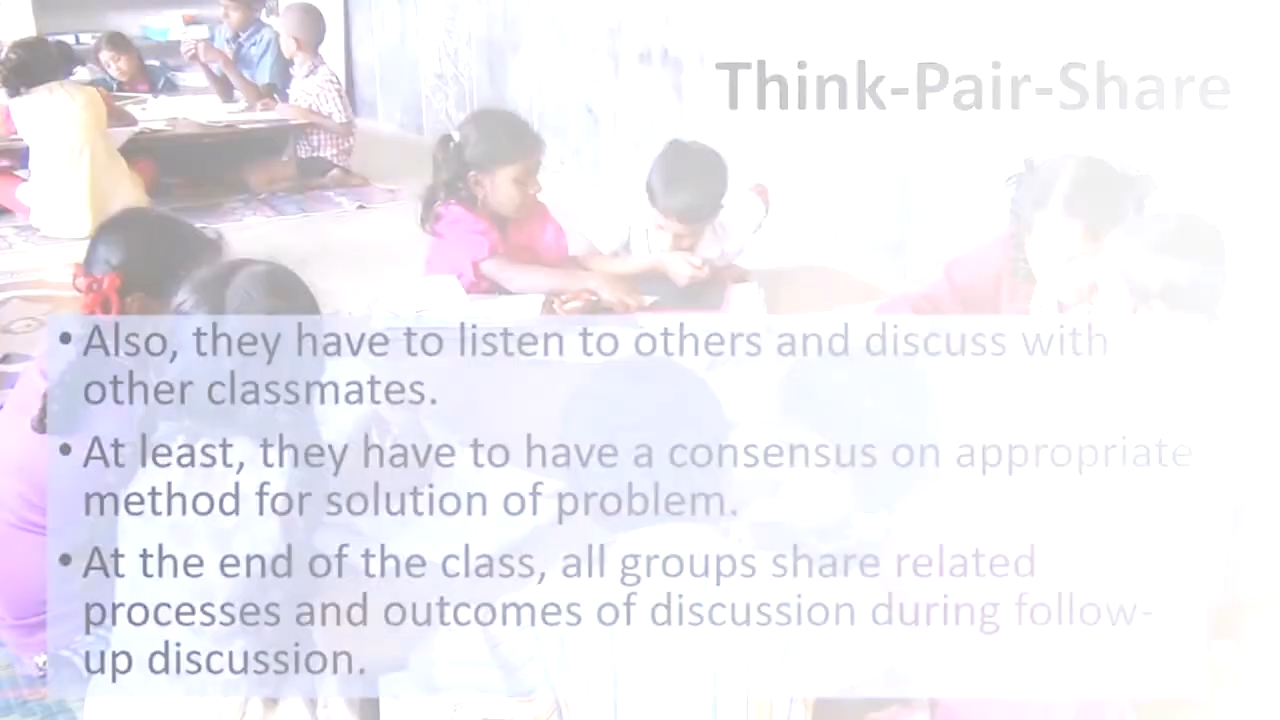 Think-Pair-Share
• Also, they have to listen to others and discuss with
other classmates.
• At least, they have to have a consensus on appropriate
method for solution of problem.
• At the end of the class, all groups share related
processes and outcomes of discussion during follow-
up discussion.